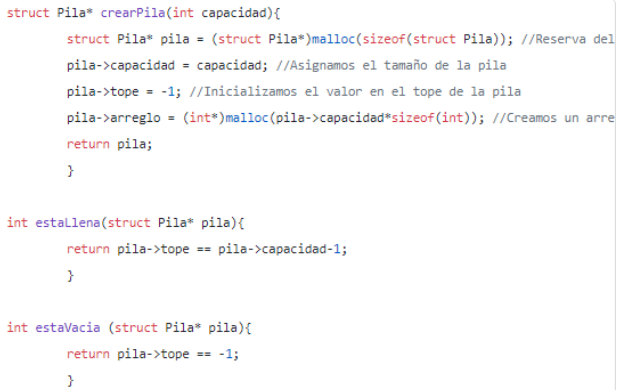 struct Pila* crearPila(int capacidad){
struct Pila* pila = (struct Pila*)malloc(sizeof(struct Pila)); //Reserva del
pila->capacidad = capacidad; //Asignamos el tamaño de la pila
pila->tope = -1; //Inicializamos el valor en el tope de la pila
pila->arreglo = (int*)malloc(pila->capacidad*sizeof(int)); //Creamos un arre
return pila;
}
int estaLlena(struct Pila* pila){
return pila->tope == pila->capacidad-1;
}
int estaVacia (struct Pila* pila){
return pila->tope == -1;
}